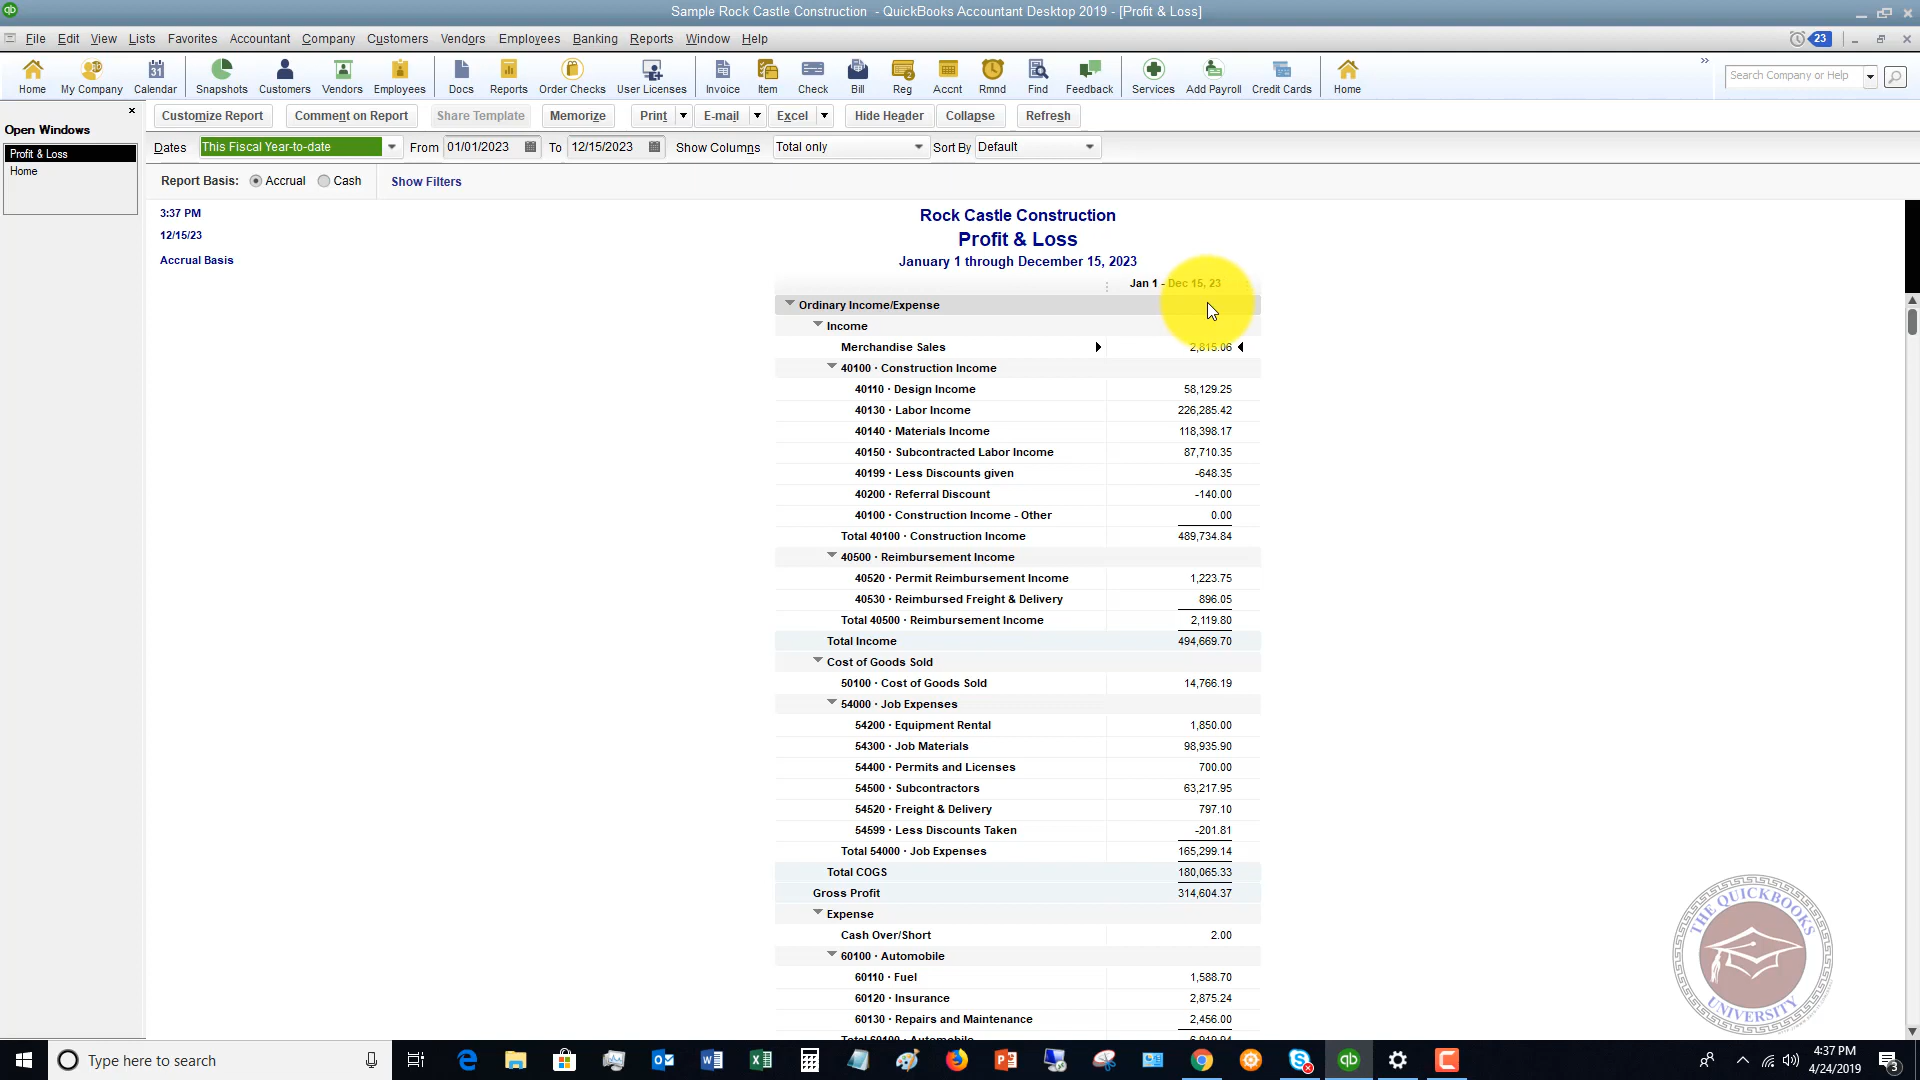 Sample Rock Castle Construction - QuickBooks Accountant Desktop 2019 - [Profit & Loss]
File Edit View Lists Favorites Accountant Company Customers Vendors Employees Banking Reports Window Help 23
Home My Company Calendar Snapshots Customers Vendors Employees Docs Reports Order Checks User Licenses Invoice Item Check Bill Reg Accnt Rmnd Find Feedback Services Add Payroll Credit Cards Home Search Company or Help
Customize Report Comment on Report Share Template Memorize Print E-mail Excel Hide Header Collapse Refresh
Open Windows
Profit & Loss
Home
Dates This Fiscal Year-to-date From 01/01/2023 To 12/15/2023 Show Columns Total only Sort By Default
Report Basis: Accrual Cash Show Filters
3:37 PM
12/15/23
Accrual Basis
Rock Castle Construction
Profit & Loss
January 1 through December 15, 2023
Jan 1 - Dec 15, 23
Ordinary Income/Expense
Income
Merchandise Sales 2,815.06
40100 · Construction Income
40110 · Design Income 58,129.25
40130 · Labor Income 226,285.42
40140 · Materials Income 118,398.17
40150 · Subcontracted Labor Income 87,710.35
40199 · Less Discounts given -648.35
40200 · Referral Discount -140.00
40100 · Construction Income - Other 0.00
Total 40100 · Construction Income 489,734.84
40500 · Reimbursement Income
40520 · Permit Reimbursement Income 1,223.75
40530 · Reimbursed Freight & Delivery 896.05
Total 40500 · Reimbursement Income 2,119.80
Total Income 494,669.70
Cost of Goods Sold
50100 · Cost of Goods Sold 14,766.19
54000 · Job Expenses
54200 · Equipment Rental 1,850.00
54300 · Job Materials 98,935.90
54400 · Permits and Licenses 700.00
54500 · Subcontractors 63,217.95
54520 · Freight & Delivery 797.10
54599 · Less Discounts Taken -201.81
Total 54000 · Job Expenses 165,299.14
Total COGS 180,065.33
Gross Profit 314,604.37
Expense
Cash Over/Short 2.00
60100 · Automobile
60110 · Fuel 1,588.70
60120 · Insurance 2,875.24
60130 · Repairs and Maintenance 2,456.00
Total 60100 · Automobile 6,919.94
THE QUICKBOOKS
UNIVERSITY
Type here to search
4:37 PM
4/24/2019
3